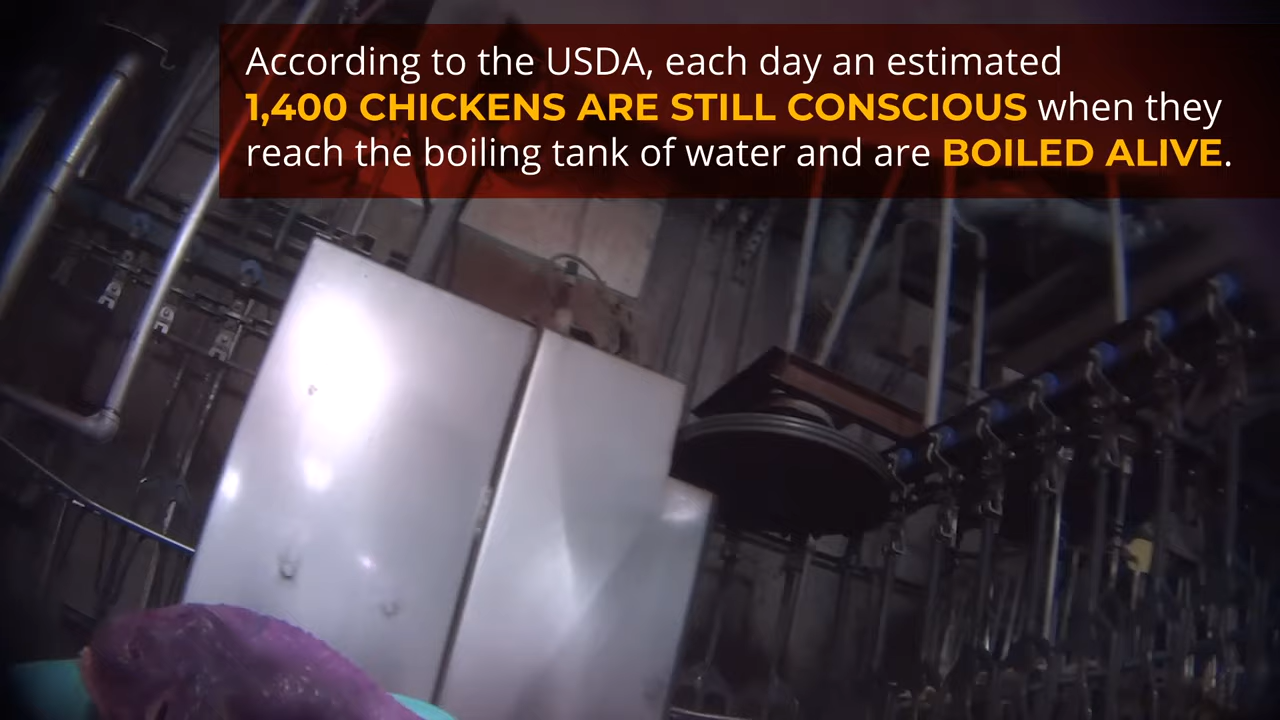 According to the USDA, each day an estimated
1,400 CHICKENS ARE STILL CONSCIOUS when they
reach the boiling tank of water and are BOILED ALIVE.